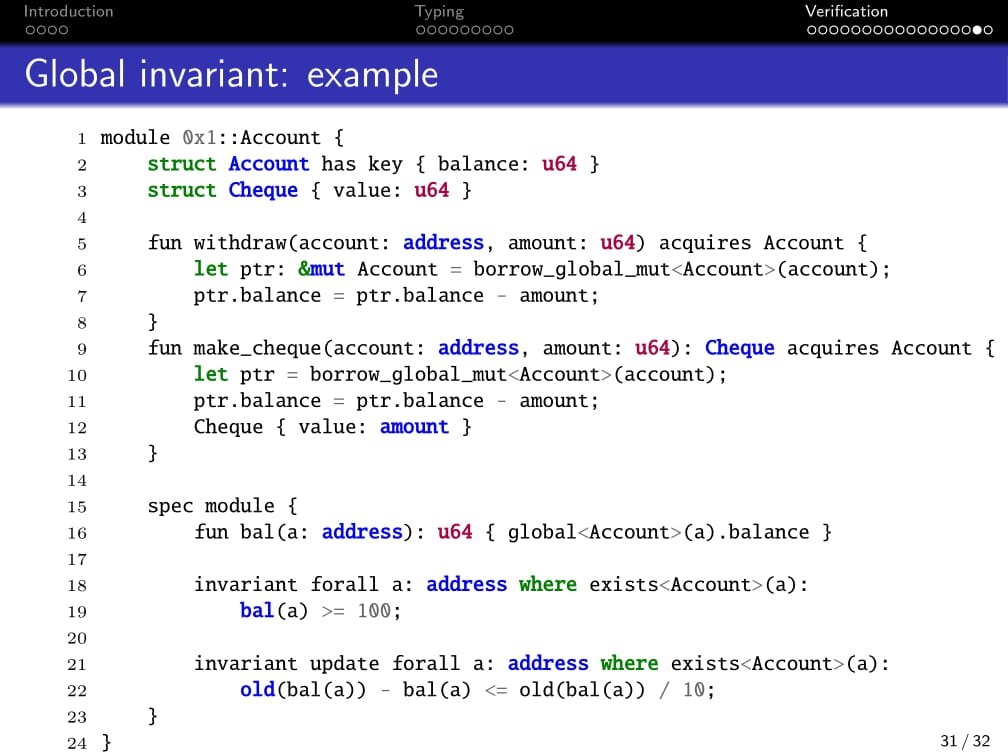 Introduction
Typing
Verification
Global invariant: example
1 module 0x1::Account {
2     struct Account has key { balance: u64 }
3     struct Cheque { value: u64 }
4
5     fun withdraw(account: address, amount: u64) acquires Account {
6         let ptr: &mut Account = borrow_global_mut<Account>(account);
7         ptr.balance = ptr.balance - amount;
8     }
9     fun make_cheque(account: address, amount: u64): Cheque acquires Account {
10         let ptr = borrow_global_mut<Account>(account);
11         ptr.balance = ptr.balance - amount;
12         Cheque { value: amount }
13     }
14
15     spec module {
16         fun bal(a: address): u64 { global<Account>(a).balance }
17
18         invariant forall a: address where exists<Account>(a):
19             bal(a) >= 100;
20
21         invariant update forall a: address where exists<Account>(a):
22             old(bal(a)) - bal(a) <= old(bal(a)) / 10;
23     }
24 }
31 / 32